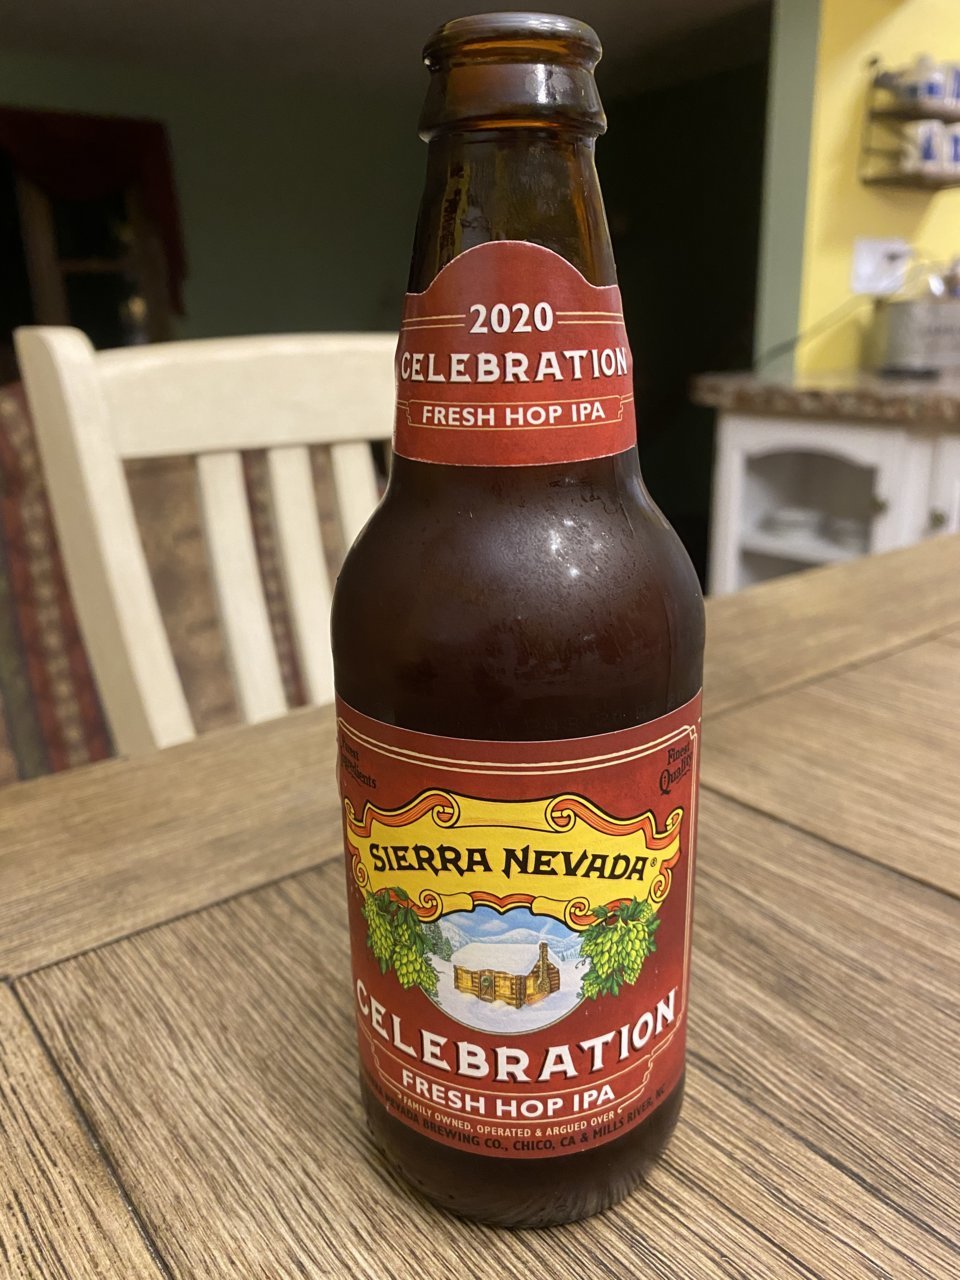 2020
CELEBRATION
FRESH HOP IPA
Finest
Quality
SIERRA NEVADA®
CELEBRATION
FRESH HOP IPA
FAMILY OWNED, OPERATED & ARGUED OVER
NEVADA BREWING CO., CHICO, CA & MILLS RIVER, NC